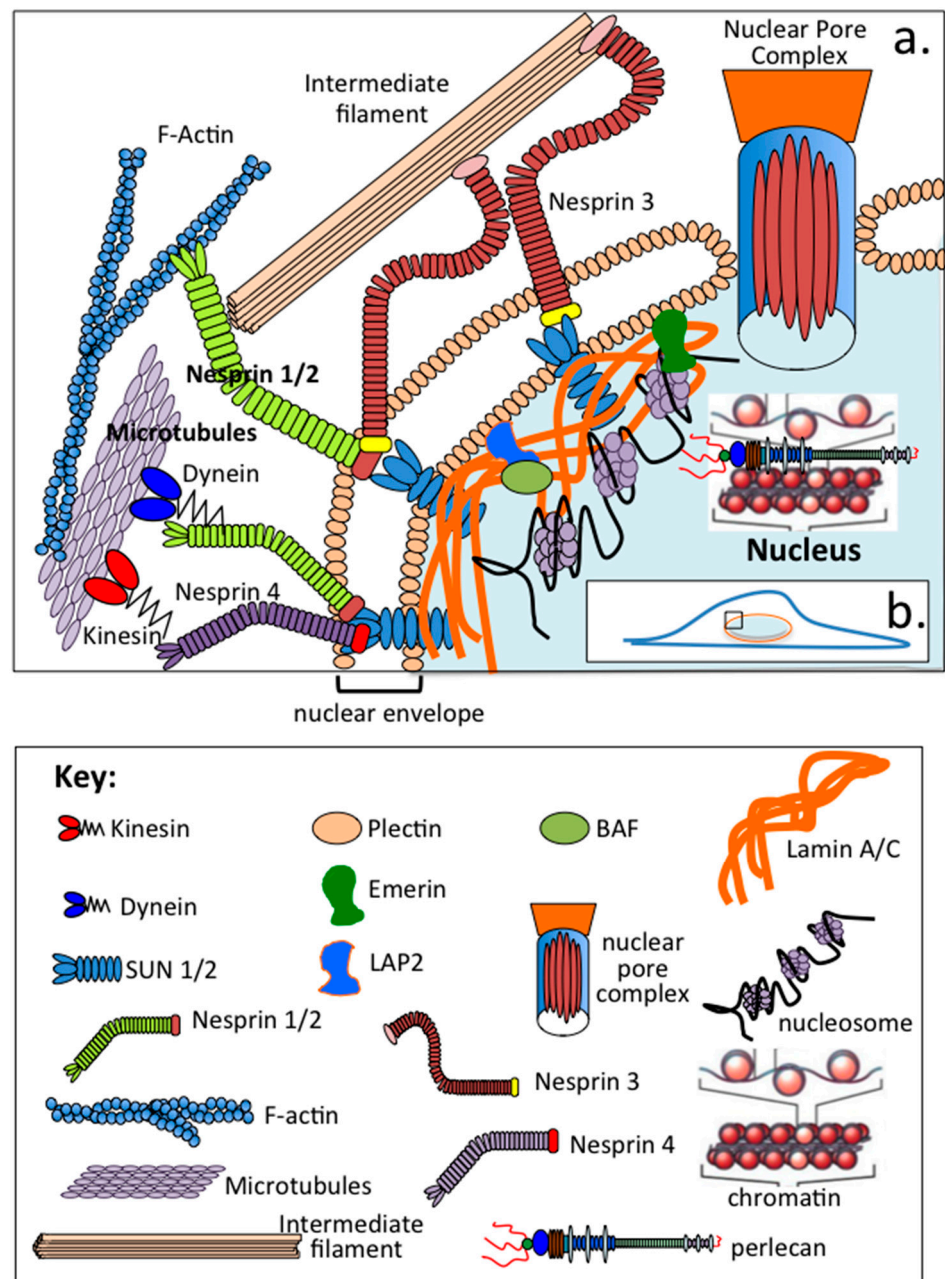 a.
Nuclear Pore
Complex
Intermediate
filament
F-Actin
Nesprin 3
Nesprin 1/2
Microtubules
Dynein
Nesprin 4
Kinesin
Nucleus
b.
nuclear envelope
Key:
Kinesin
Plectin
BAF
Lamin A/C
Dynein
Emerin
SUN 1/2
LAP2
nuclear
pore
complex
nucleosome
Nesprin 1/2
Nesprin 3
F-actin
Nesprin 4
Microtubules
chromatin
Intermediate
filament
perlecan